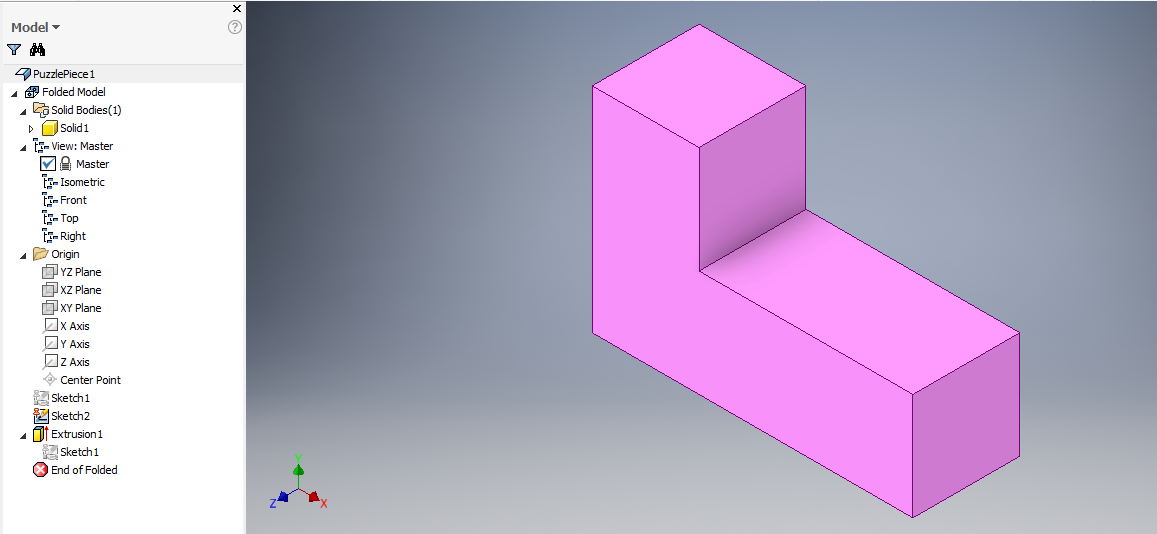 Model
PuzzlePiece1
Folded Model
Solid Bodies(1)
Solid1
View: Master
Master
Isometric
Front
Top
Right
Origin
YZ Plane
XZ Plane
XY Plane
X Axis
Y Axis
Z Axis
Center Point
Sketch1
Sketch2
Extrusion1
Sketch1
End of Folded
Y
Z
X